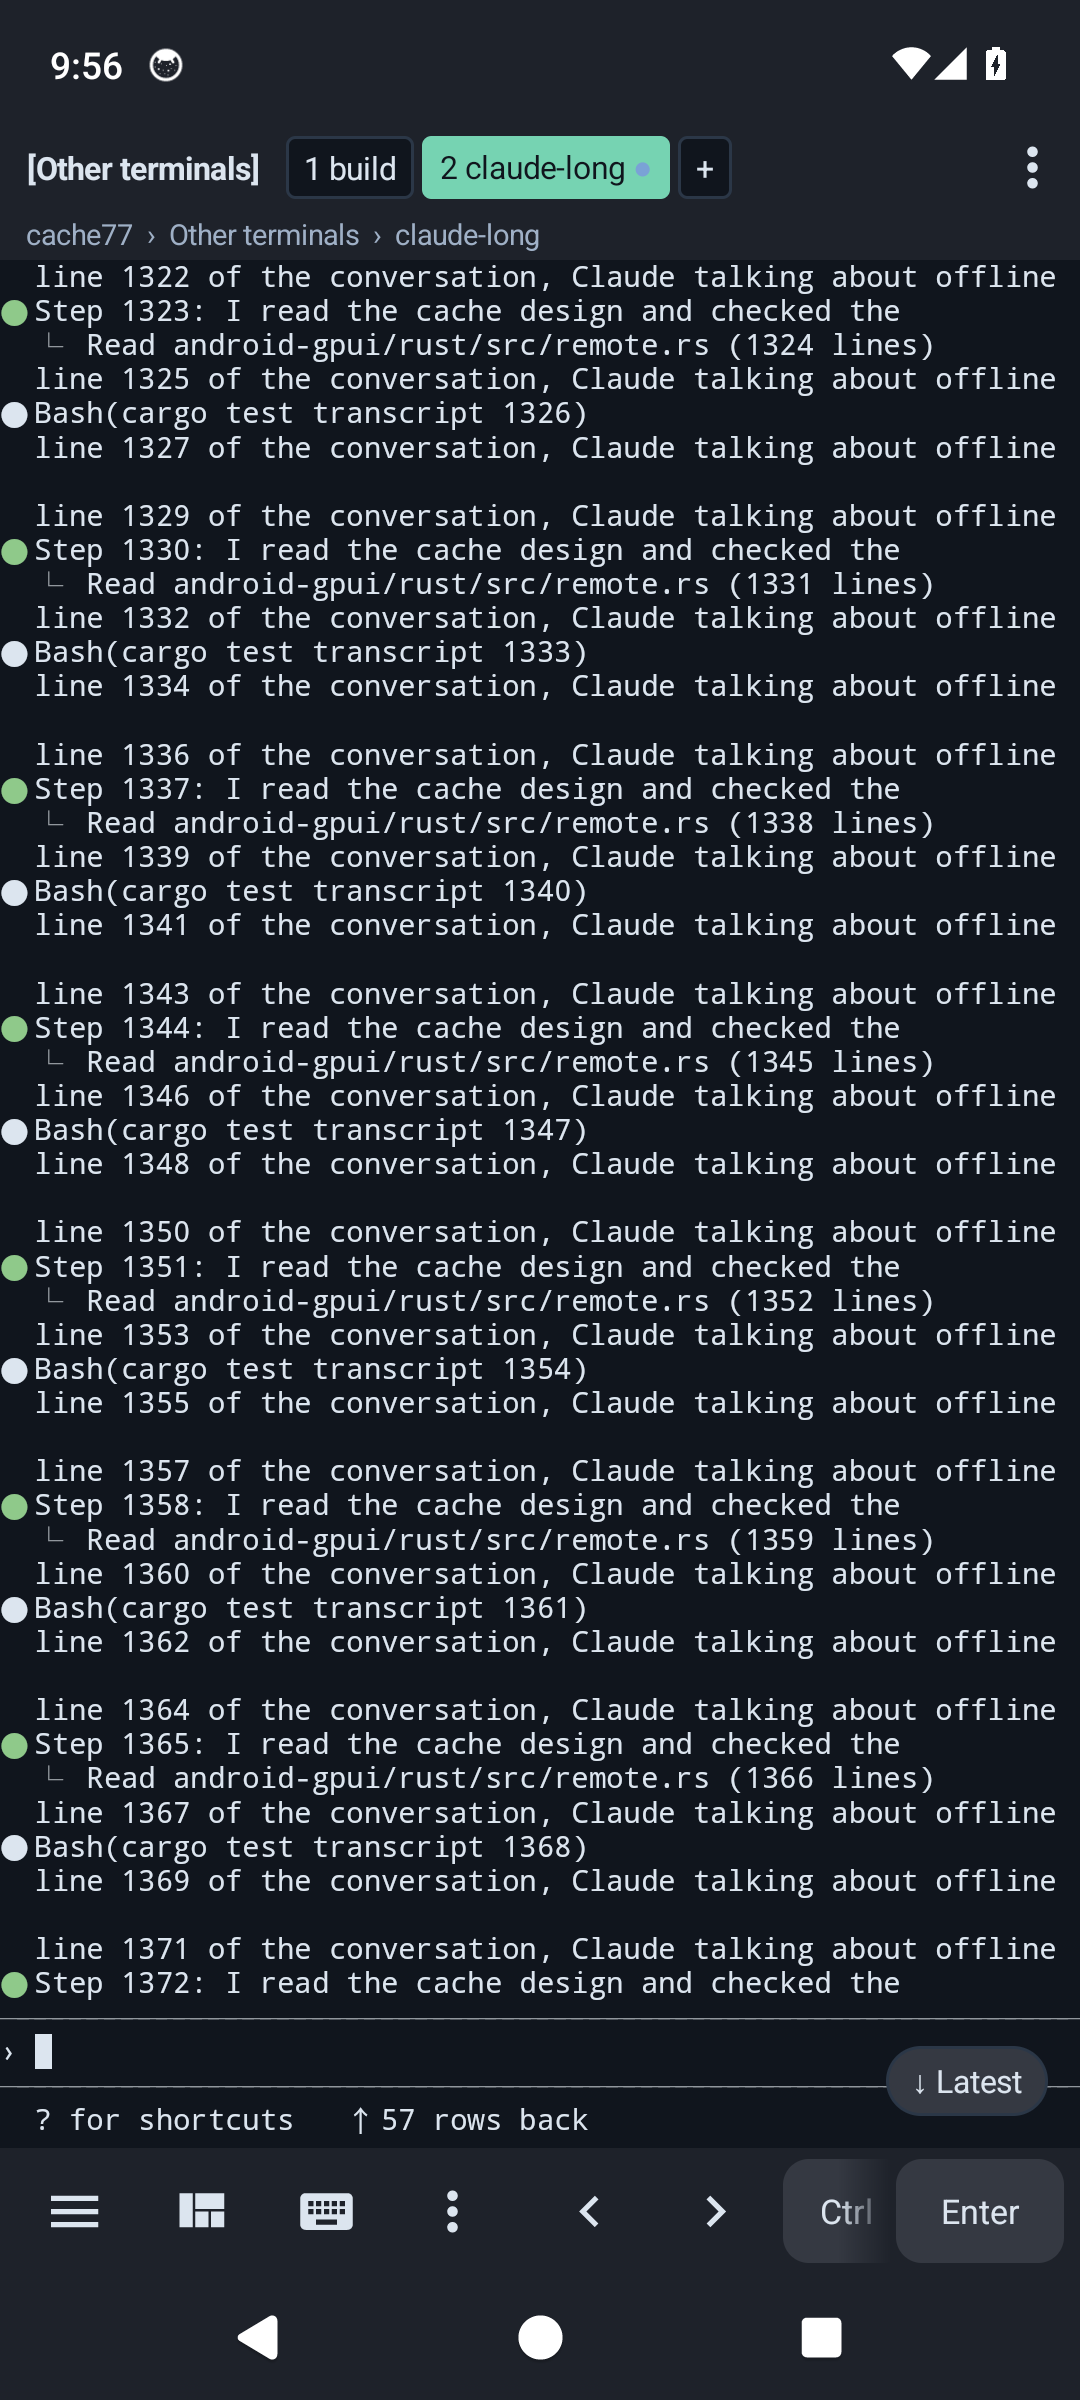 9:56
[Other terminals] 1 build 2 claude-long +
cache77 › Other terminals › claude-long
line 1322 of the conversation, Claude talking about offline
Step 1323: I read the cache design and checked the
└ Read android-gpui/rust/src/remote.rs (1324 lines)
line 1325 of the conversation, Claude talking about offline
Bash(cargo test transcript 1326)
line 1327 of the conversation, Claude talking about offline
line 1329 of the conversation, Claude talking about offline
Step 1330: I read the cache design and checked the
└ Read android-gpui/rust/src/remote.rs (1331 lines)
line 1332 of the conversation, Claude talking about offline
Bash(cargo test transcript 1333)
line 1334 of the conversation, Claude talking about offline
line 1336 of the conversation, Claude talking about offline
Step 1337: I read the cache design and checked the
└ Read android-gpui/rust/src/remote.rs (1338 lines)
line 1339 of the conversation, Claude talking about offline
Bash(cargo test transcript 1340)
line 1341 of the conversation, Claude talking about offline
line 1343 of the conversation, Claude talking about offline
Step 1344: I read the cache design and checked the
└ Read android-gpui/rust/src/remote.rs (1345 lines)
line 1346 of the conversation, Claude talking about offline
Bash(cargo test transcript 1347)
line 1348 of the conversation, Claude talking about offline
line 1350 of the conversation, Claude talking about offline
Step 1351: I read the cache design and checked the
└ Read android-gpui/rust/src/remote.rs (1352 lines)
line 1353 of the conversation, Claude talking about offline
Bash(cargo test transcript 1354)
line 1355 of the conversation, Claude talking about offline
line 1357 of the conversation, Claude talking about offline
Step 1358: I read the cache design and checked the
└ Read android-gpui/rust/src/remote.rs (1359 lines)
line 1360 of the conversation, Claude talking about offline
Bash(cargo test transcript 1361)
line 1362 of the conversation, Claude talking about offline
line 1364 of the conversation, Claude talking about offline
Step 1365: I read the cache design and checked the
└ Read android-gpui/rust/src/remote.rs (1366 lines)
line 1367 of the conversation, Claude talking about offline
Bash(cargo test transcript 1368)
line 1369 of the conversation, Claude talking about offline
line 1371 of the conversation, Claude talking about offline
Step 1372: I read the cache design and checked the
›
↓ Latest
? for shortcuts ↑ 57 rows back
Ctrl Enter